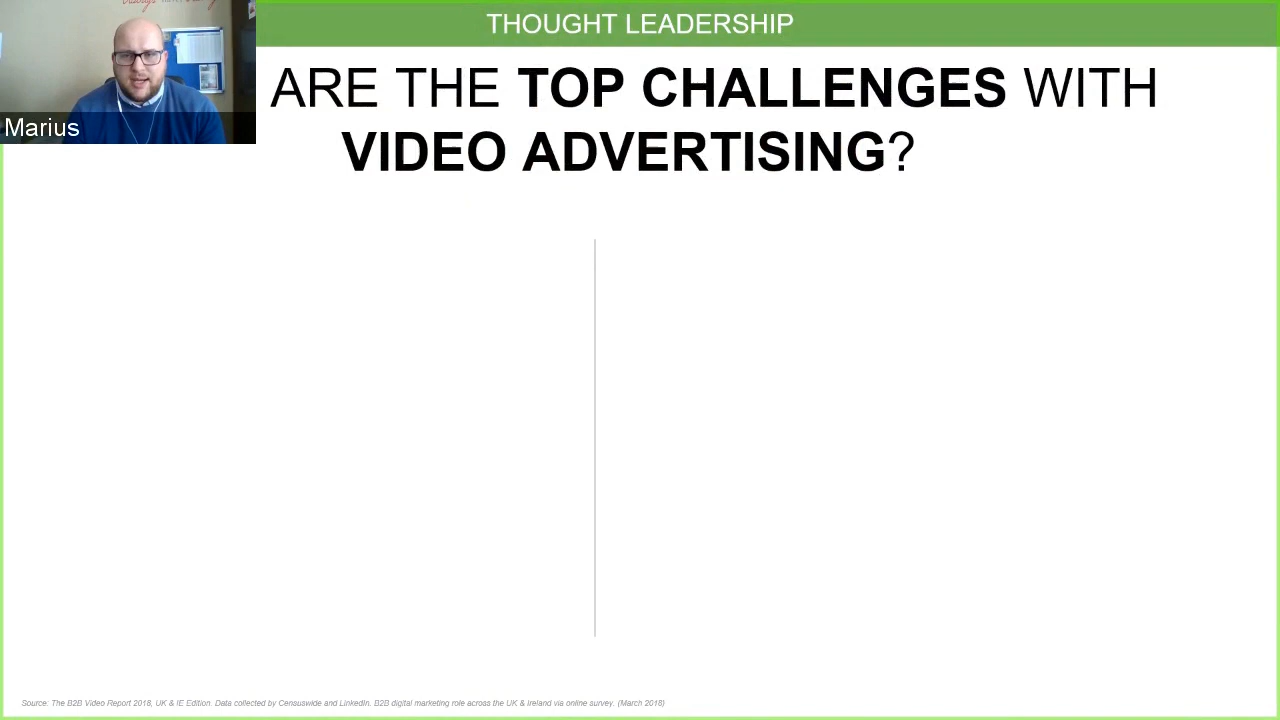 THOUGHT LEADERSHIP
ARE THE TOP CHALLENGES WITH
VIDEO ADVERTISING?
Marius
Source: The B2B Video Report 2018, UK & IE Edition. Data collected by Censuswide and LinkedIn. B2B digital marketing role across the UK & Ireland via online survey. (March 2018)